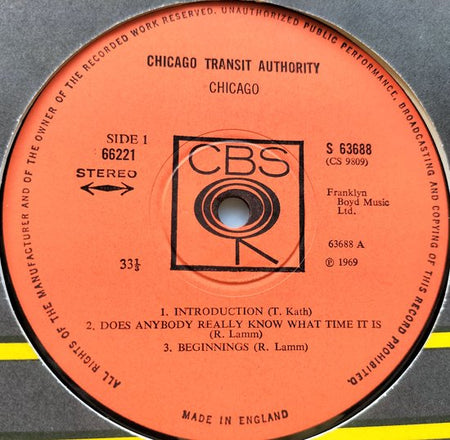 ALL RIGHTS OF THE MANUFACTURER AND OF THE OWNER OF THE RECORDED WORK RESERVED. UNAUTHORIZED PUBLIC PERFORMANCE, BROADCASTING AND COPYING OF THIS RECORD PROHIBITED.
CHICAGO TRANSIT AUTHORITY
CHICAGO
SIDE 1
66221
STEREO
CBS
S 63688
(CS 9809)
Franklyn
Boyd Music
Ltd.
33⅓
63688 A
℗ 1969
1. INTRODUCTION (T. Kath)
2. DOES ANYBODY REALLY KNOW WHAT TIME IT IS
(R. Lamm)
3. BEGINNINGS (R. Lamm)
MADE IN ENGLAND